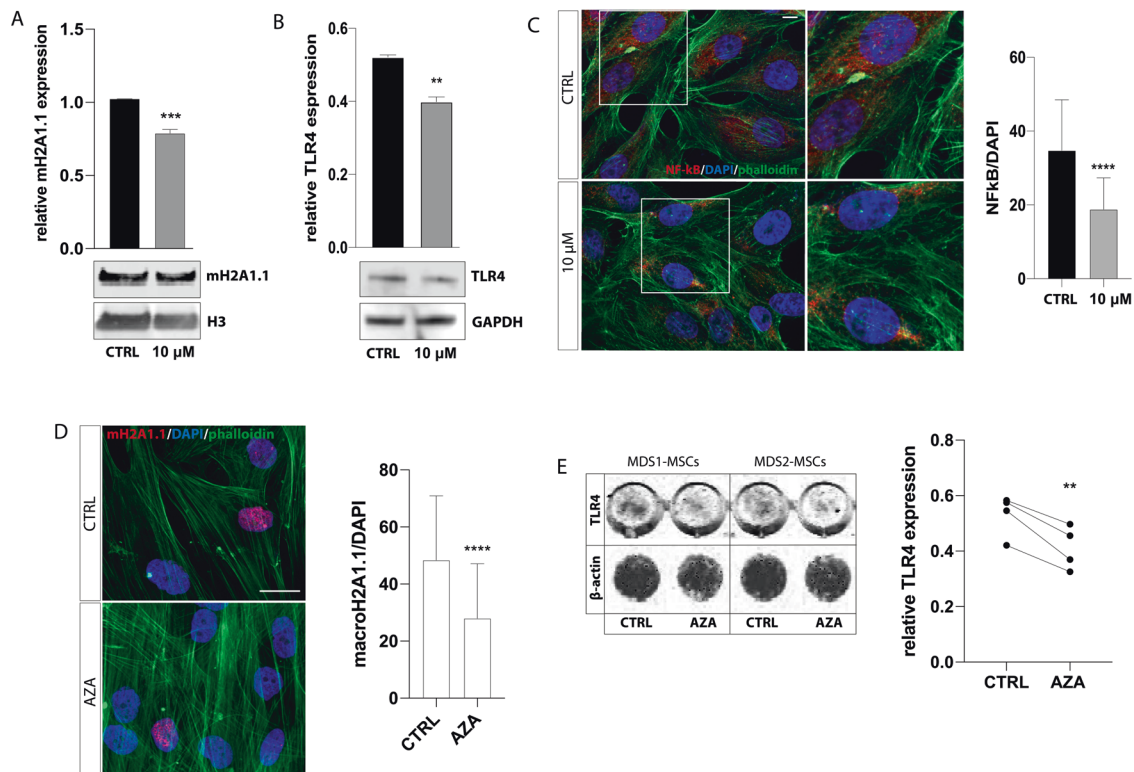 A
relative mH2A1.1 expression
1.5
1.0
0.5
0.0
***
mH2A1.1
H3
CTRL 10 µM
B
relative TLR4 espression
0.6
0.4
0.2
0.0
**
TLR4
GAPDH
CTRL 10 µM
C
CTRL
NF-kB/DAPI/phalloidin
10 µM
NFkB/DAPI
60
40
20
0
****
CTRL 10 µM
D
CTRL
mH2A1.1/DAPI/phalloidin
AZA
macroH2A1.1/DAPI
80
60
40
20
0
****
CTRL AZA
E
MDS1-MSCs MDS2-MSCs
TLR4
β-actin
CTRL AZA CTRL AZA
relative TLR4 expression
0.8
0.6
0.4
0.2
0.0
**
CTRL AZA